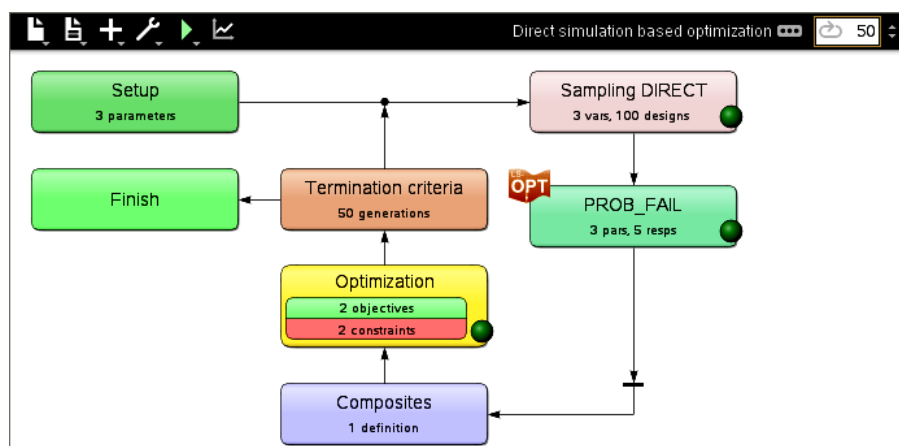 Direct simulation based optimization
50
Setup
3 parameters
Sampling DIRECT
3 vars, 100 designs
Finish
Termination criteria
50 generations
OPT
PROB_FAIL
3 pars, 5 resps
Optimization
2 objectives
2 constraints
Composites
1 definition